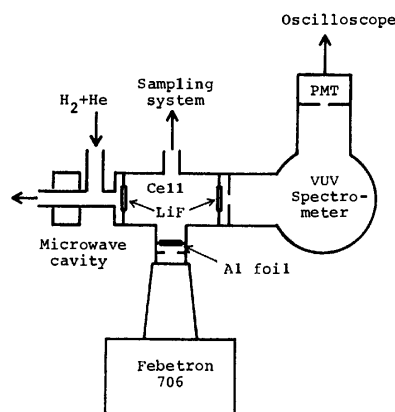 Oscilloscope
PMT
Sampling
system
H₂+He
Cell
LiF
VUV
Spectro-
meter
Microwave
cavity
Al foil
Febetron
706